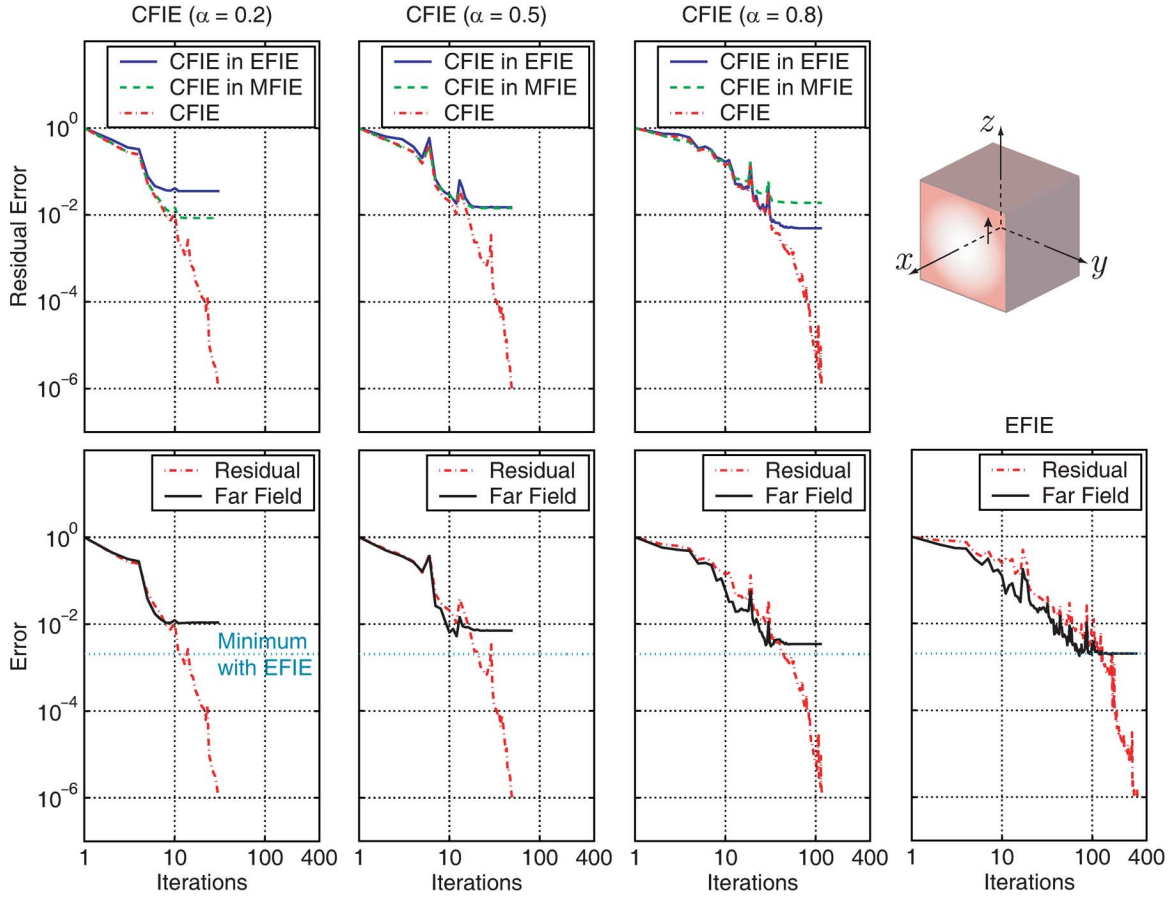 CFIE (α = 0.2)
CFIE (α = 0.5)
CFIE (α = 0.8)
CFIE in EFIE
CFIE in MFIE
CFIE
CFIE in EFIE
CFIE in MFIE
CFIE
CFIE in EFIE
CFIE in MFIE
CFIE
Residual Error
10^0
10^-2
10^-4
10^-6
z
x
y
EFIE
Residual
Far Field
Residual
Far Field
Residual
Far Field
Residual
Far Field
Error
10^0
10^-2
10^-4
10^-6
Minimum
with EFIE
1 10 100 400
1 10 100 400
1 10 100 400
1 10 100 400
Iterations
Iterations
Iterations
Iterations